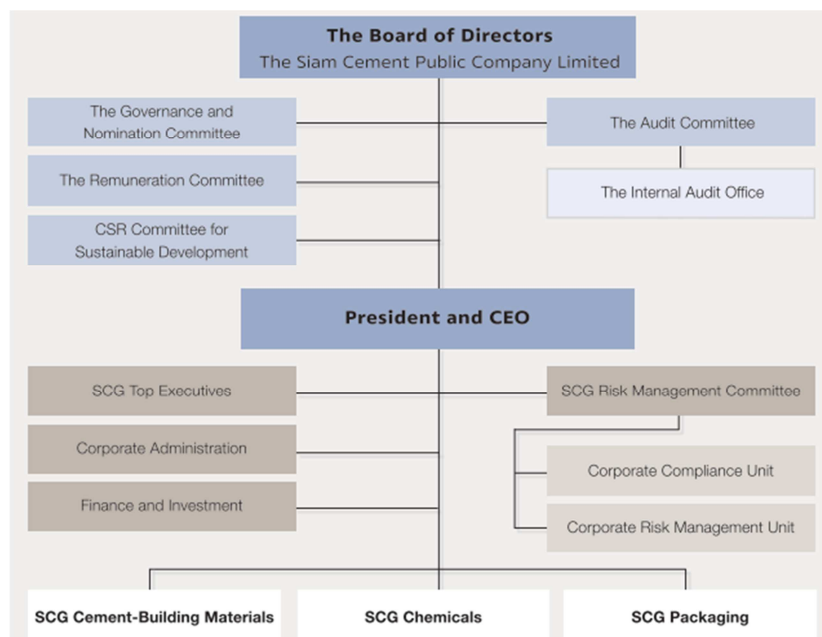 The Board of Directors
The Siam Cement Public Company Limited
The Governance and
Nomination Committee
The Audit Committee
The Remuneration Committee
The Internal Audit Office
CSR Committee for
Sustainable Development
President and CEO
SCG Top Executives
SCG Risk Management Committee
Corporate Administration
Corporate Compliance Unit
Finance and Investment
Corporate Risk Management Unit
SCG Cement-Building Materials
SCG Chemicals
SCG Packaging